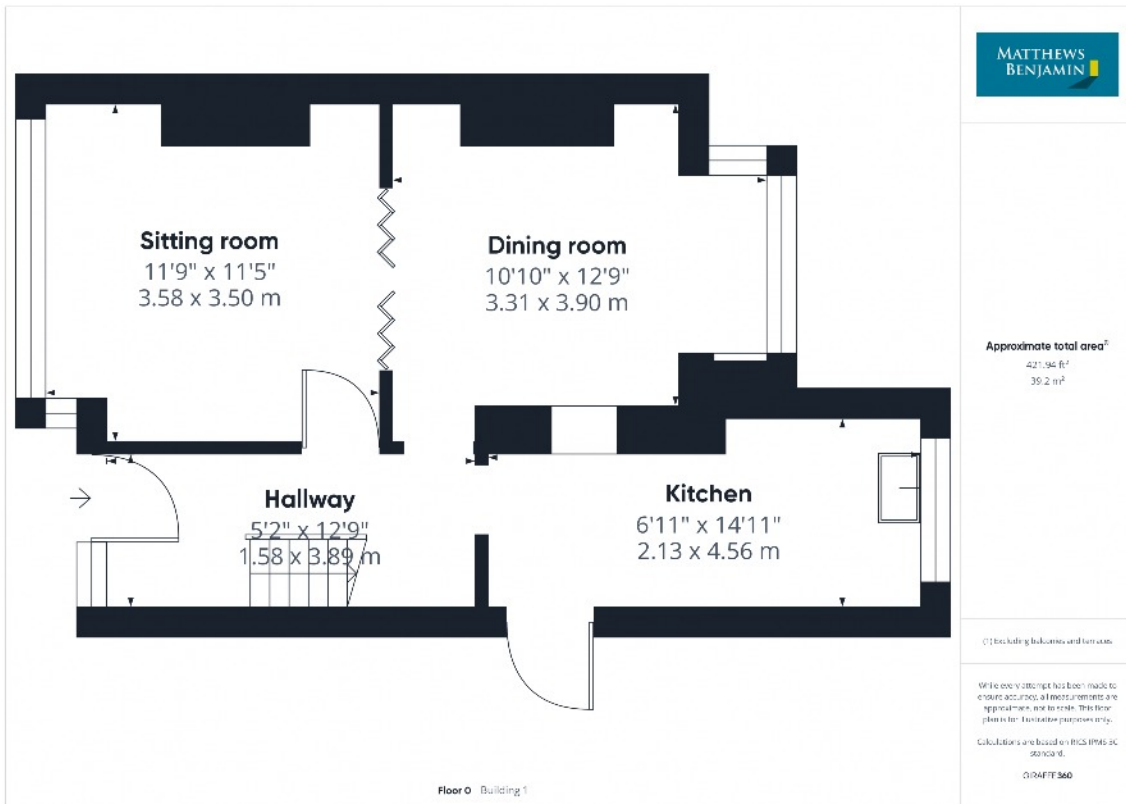 MATTHEWS
BENJAMIN
Sitting room
11'9" x 11'5"
3.58 x 3.50 m
Dining room
10'10" x 12'9"
3.31 x 3.90 m
Hallway
5'2" x 12'9"
1.58 x 3.89 m
Kitchen
6'11" x 14'11"
2.13 x 4.56 m
Approximate total area⁽¹⁾
421.94 ft²
39.2 m²
(1) Excluding balconies and terraces
While every attempt has been made to
ensure accuracy, all measurements are
approximate, not to scale. This floor
plan is for illustrative purposes only.
Calculations are based on RICS IPMS 3C
standard.
GIRAFFE360
Floor 0 Building 1